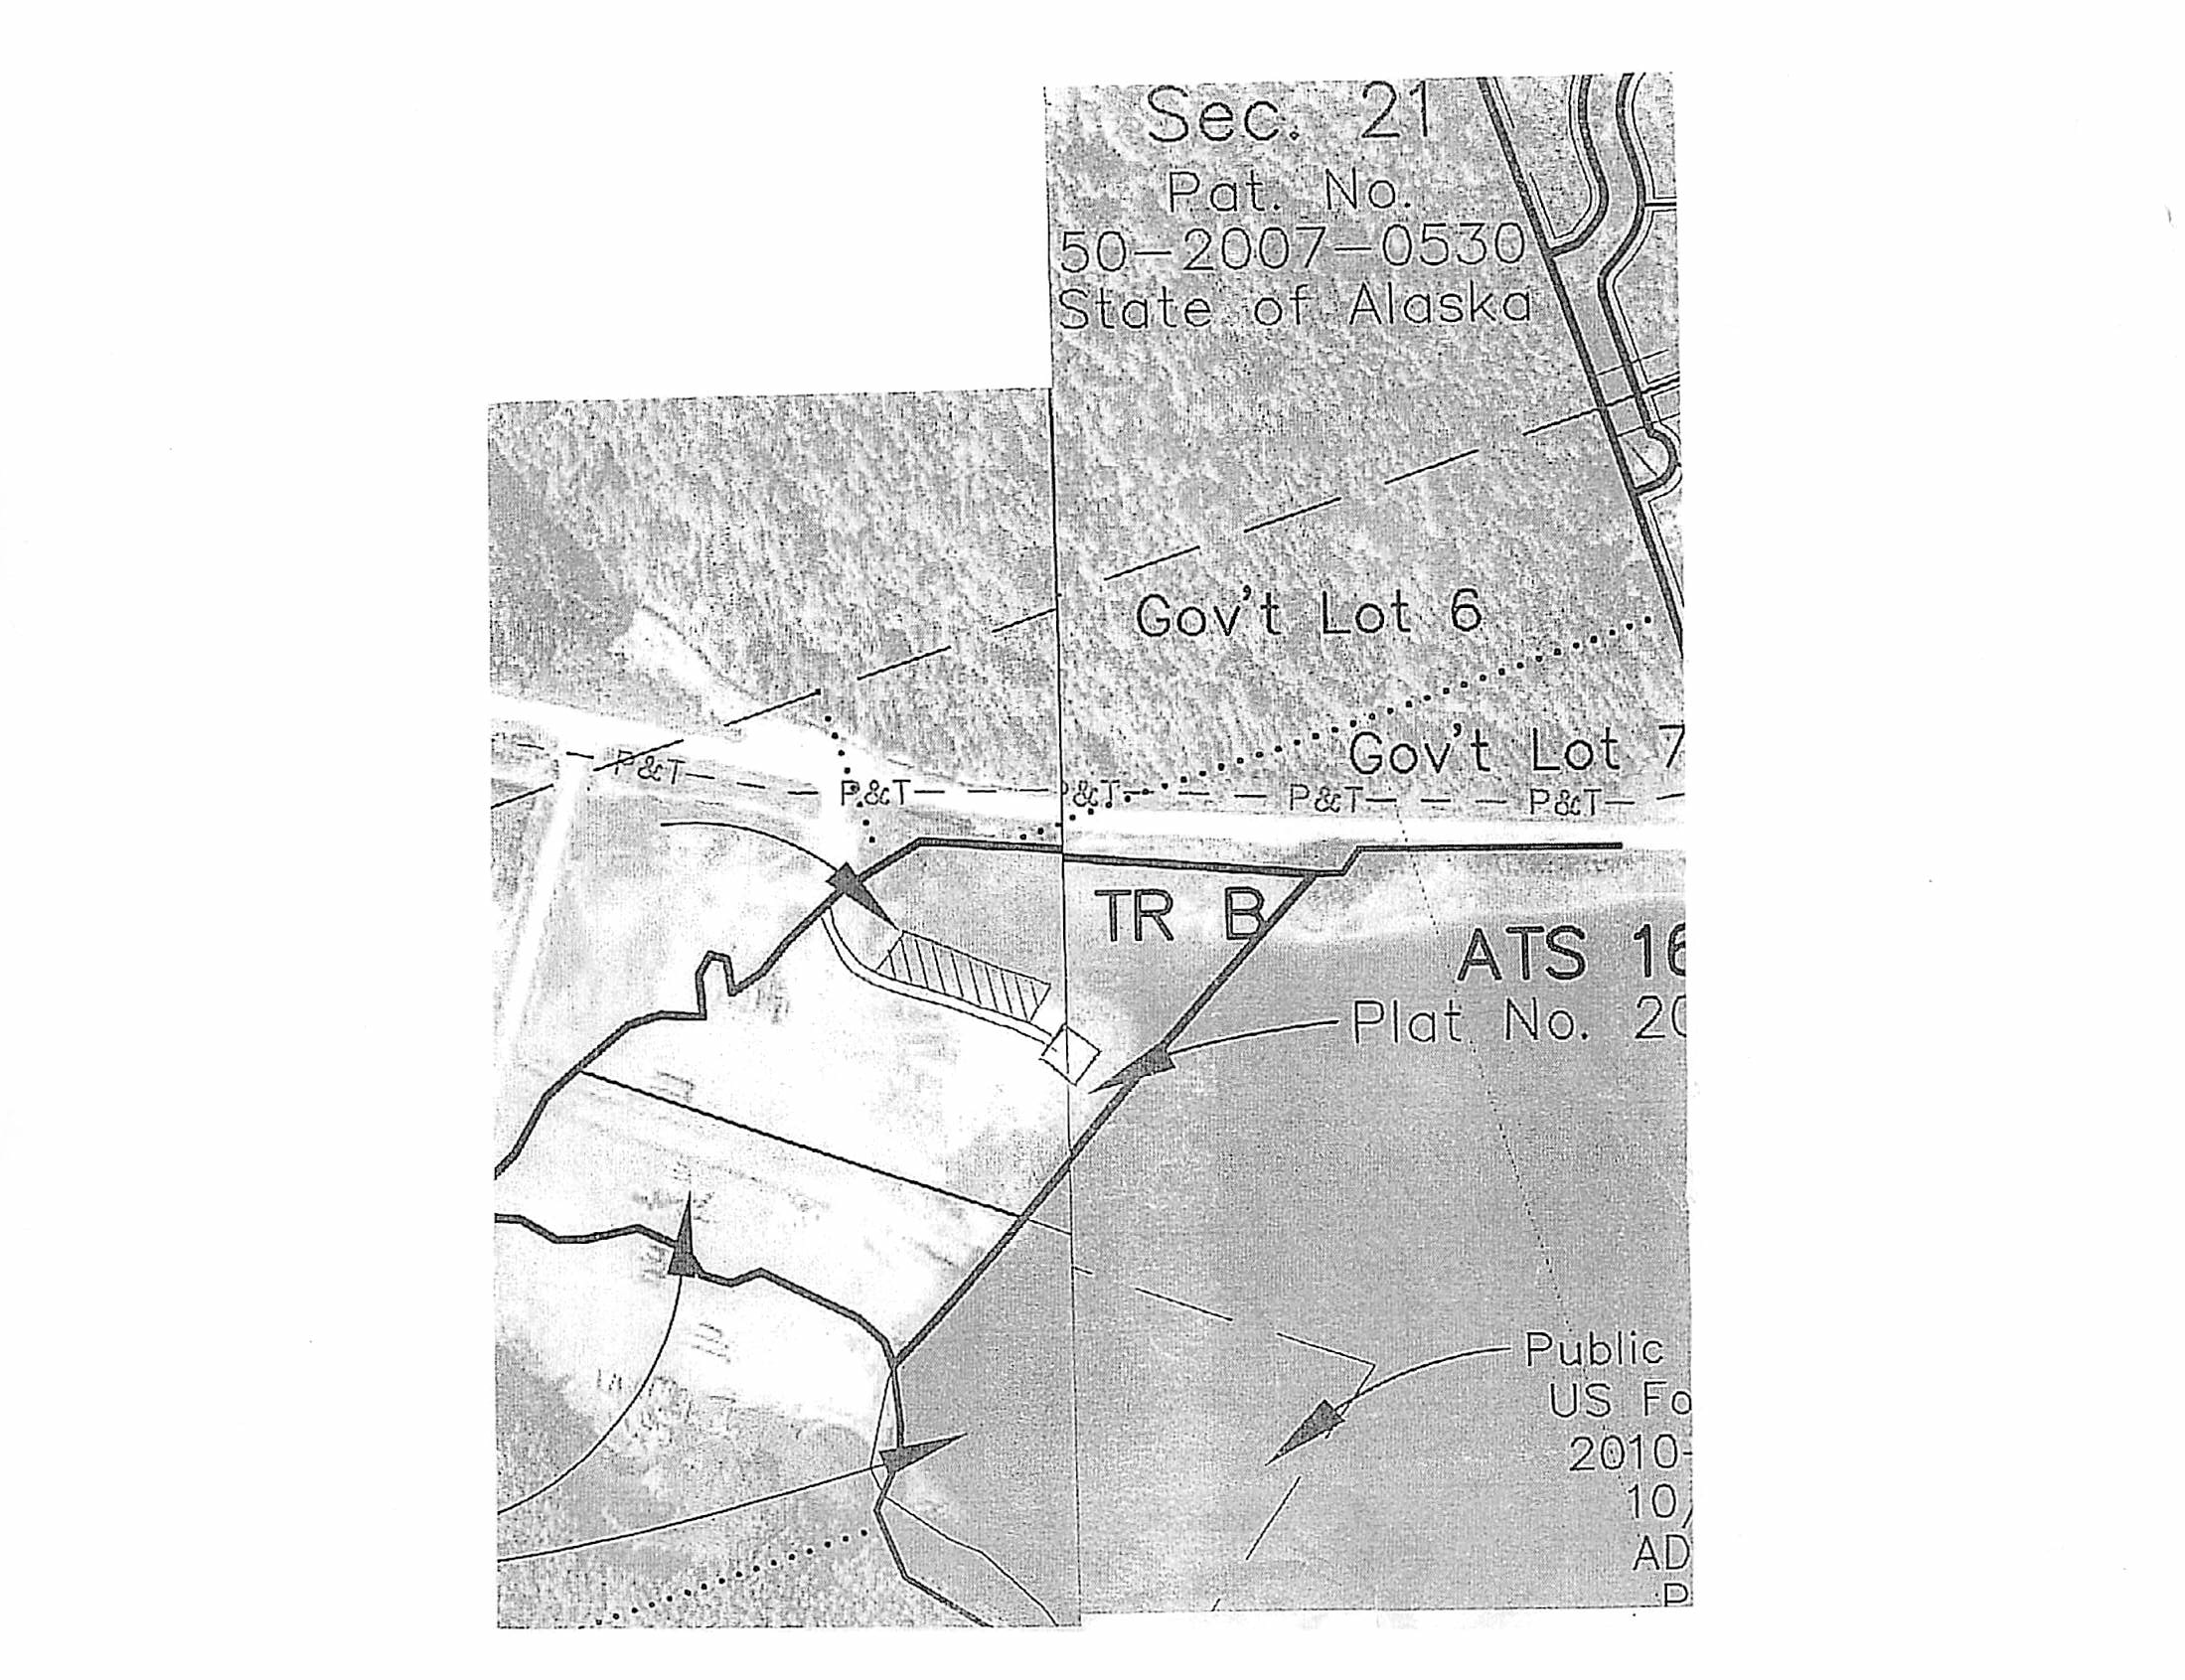 Sec. 21
Pat. No.
50-2007-0530
State of Alaska
Gov't Lot 6
Gov't Lot 7
P&T
P&T
P&T
P&T
P&T
TR B
ATS 16
Plat No. 20
Public
US Fo
2010-
10/
AD
P